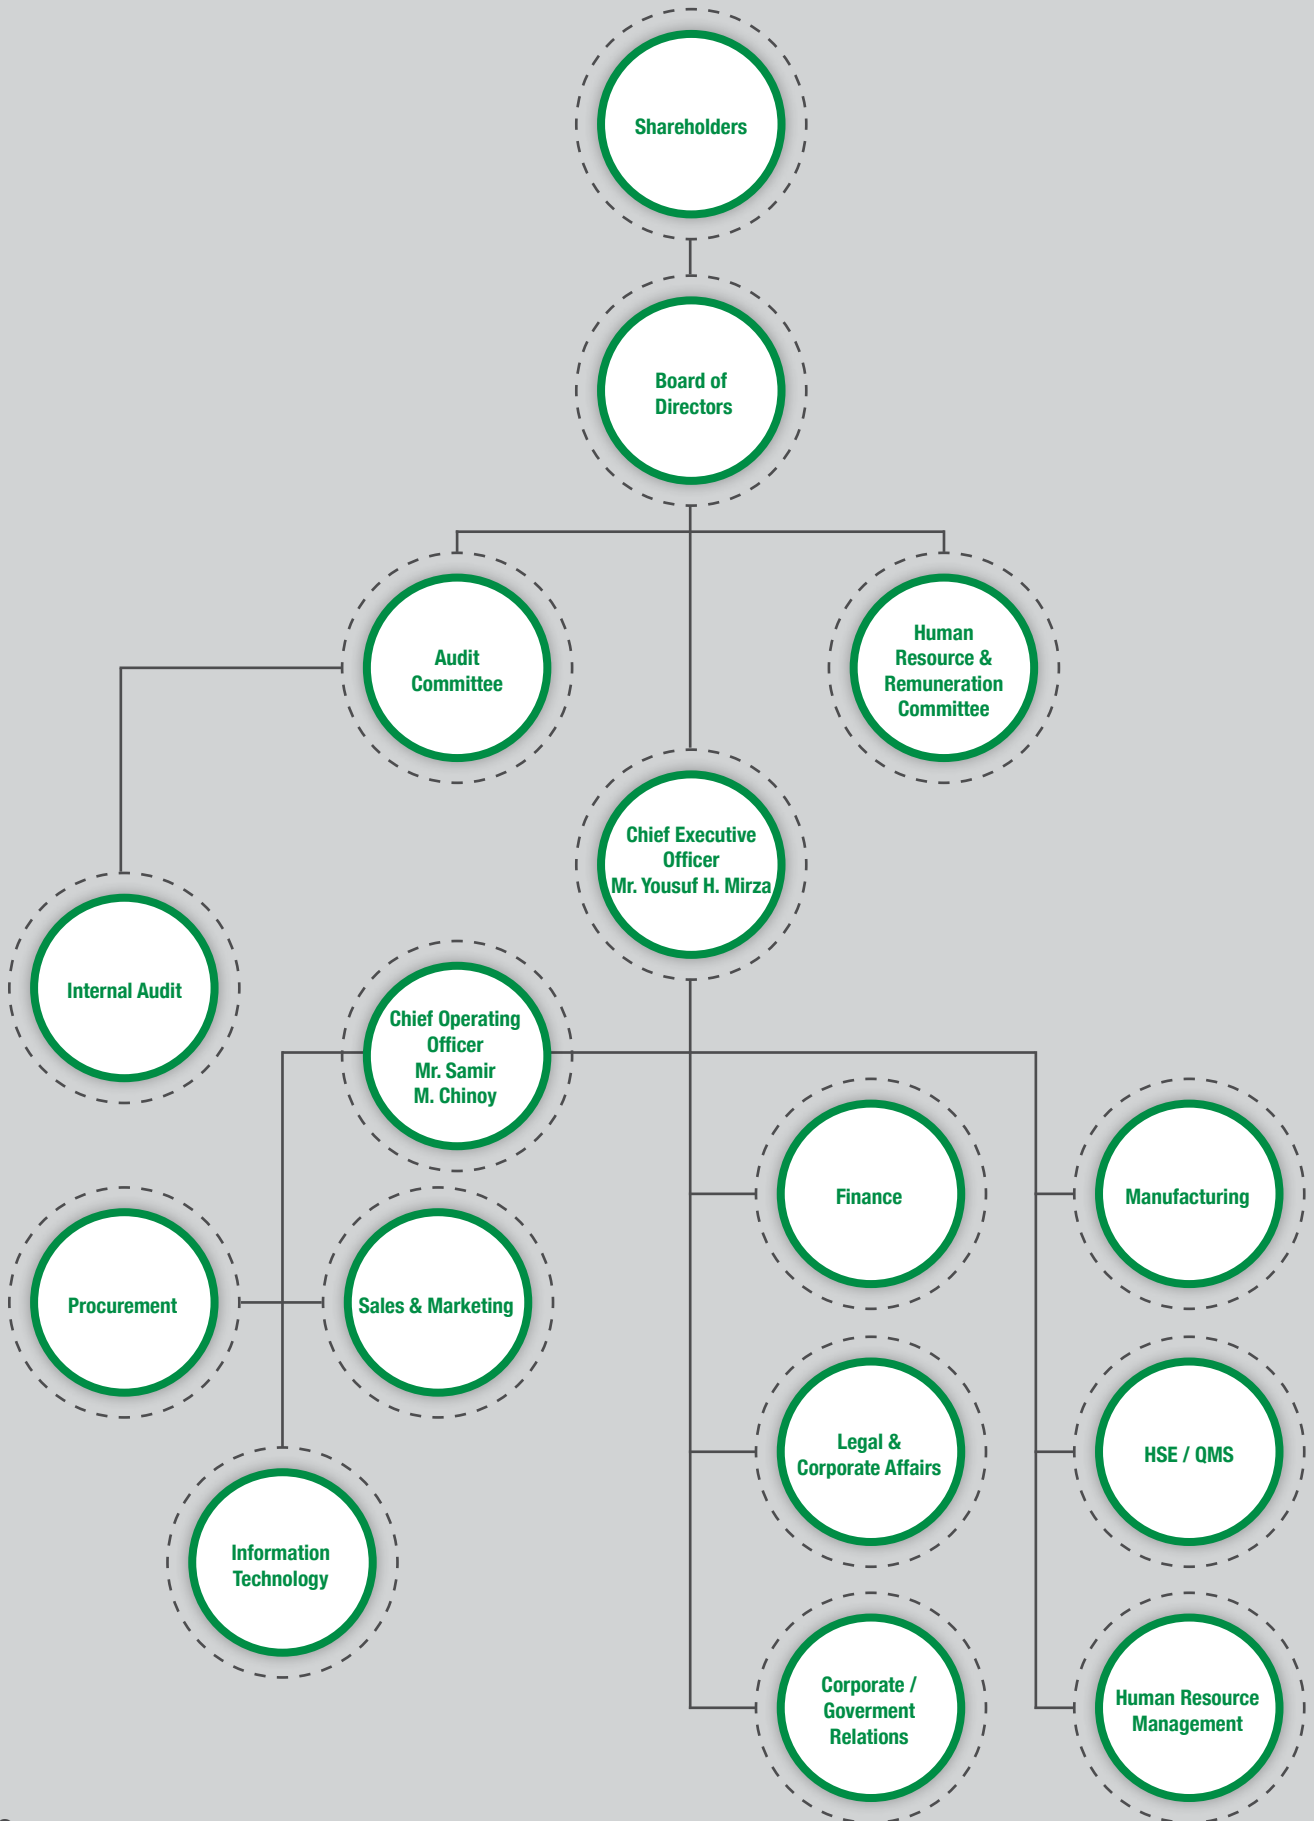 Shareholders
Board of
Directors
Audit
Committee
Human
Resource &
Remuneration
Committee
Chief Executive
Officer
Mr. Yousuf H. Mirza
Internal Audit
Chief Operating
Officer
Mr. Samir
M. Chinoy
Finance
Manufacturing
Procurement
Sales & Marketing
Legal &
Corporate Affairs
HSE / QMS
Information
Technology
Corporate /
Goverment
Relations
Human Resource
Management